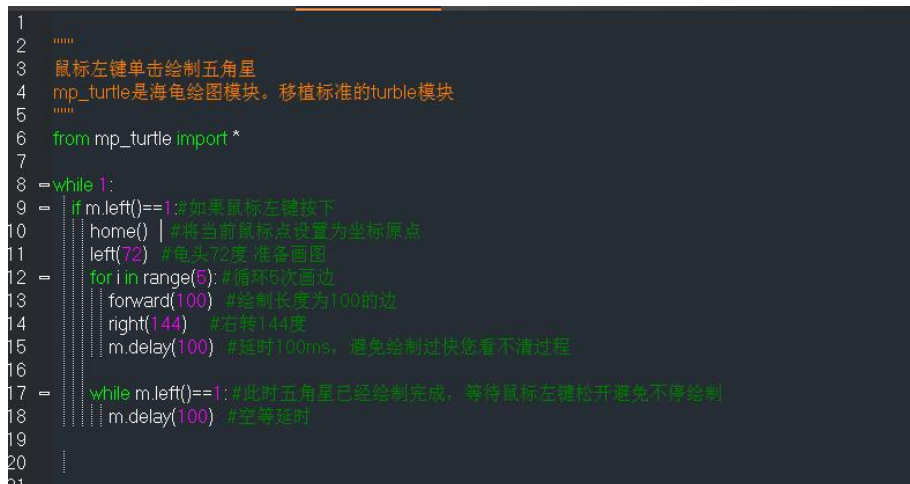 1
2 """
3 鼠标左键单击绘制五角星
4 mp_turtle是海龟绘图模块。移植标准的turble模块
5 """
6 from mp_turtle import *
7
8 while 1:
9 if m.left()==1:#如果鼠标左键按下
10 home() #将当前鼠标点设置为坐标原点
11 left(72) #龟头72度 准备画图
12 for i in range(5): #循环5次画边
13 forward(100) #绘制长度为100的边
14 right(144) #右转144度
15 m.delay(100) #延时100ms，避免绘制过快您看不清过程
16
17 while m.left()==1: #此时五角星已经绘制完成，等待鼠标左键松开避免不停绘制
18 m.delay(100) #空等延时
19
20
21